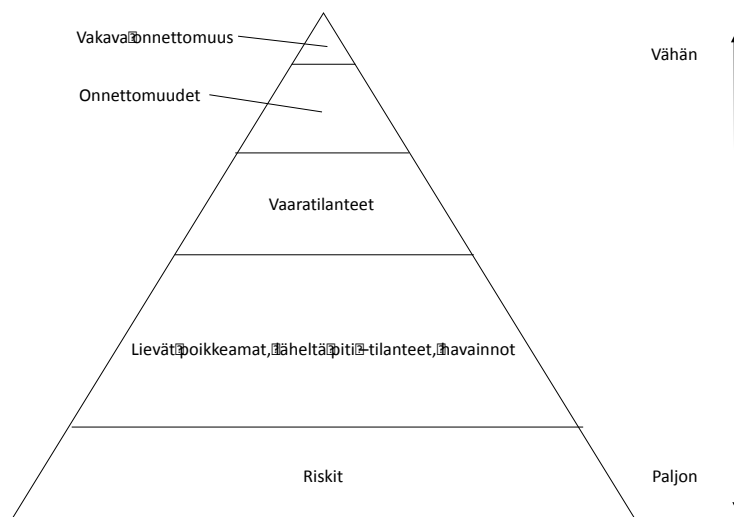 Vakava onnettomuus
Vähän
Onnettomuudet
Vaaratilanteet
Lievät poikkeamat, läheltä piti –tilanteet, havainnot
Riskit
Paljon